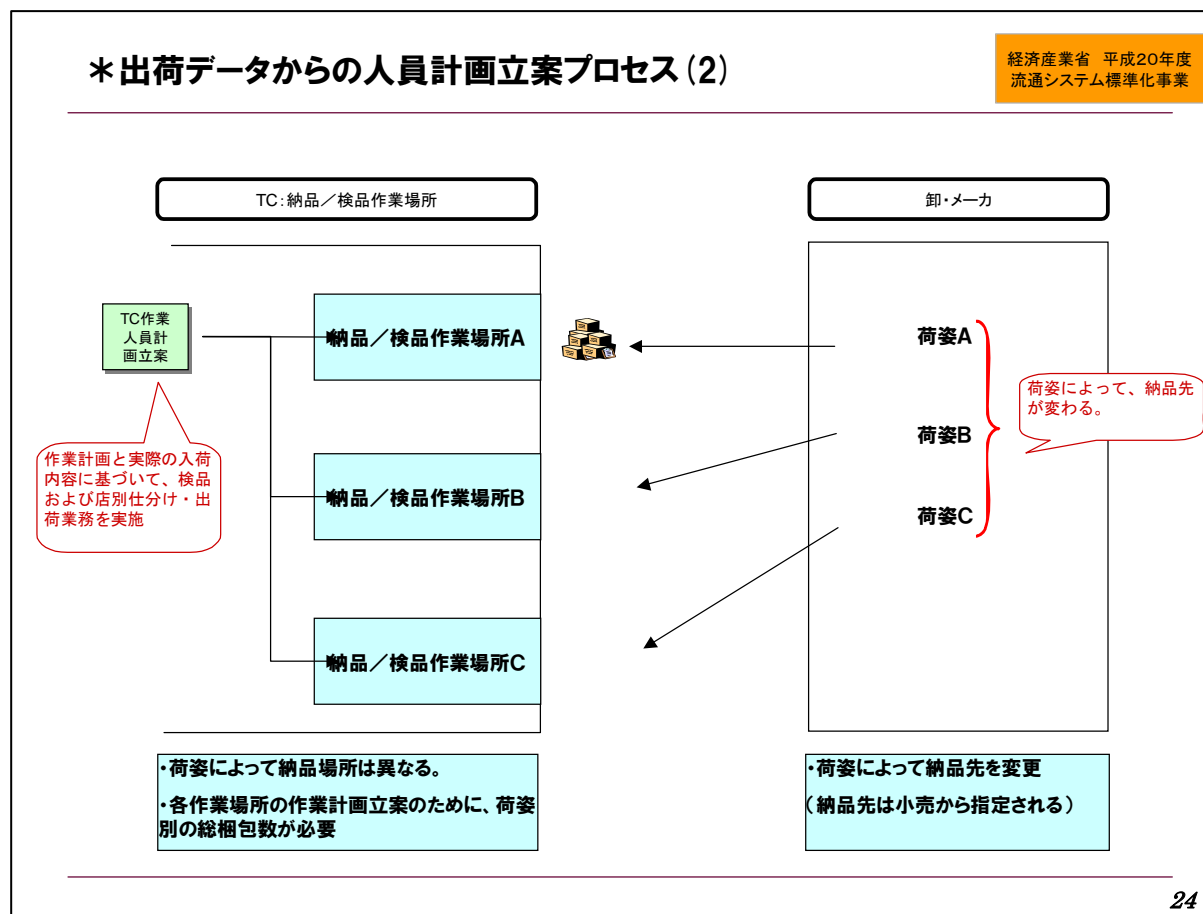 ＊出荷データからの人員計画立案プロセス(2)
経済産業省 平成20年度
流通システム標準化事業
TC：納品／検品作業場所
卸・メーカ
TC作業
人員計
画立案
納品／検品作業場所A
納品／検品作業場所B
納品／検品作業場所C
荷姿A
荷姿B
荷姿C
荷姿によって、納品先
が変わる。
作業計画と実際の入荷
内容に基づいて、検品
および店別仕分け・出
荷業務を実施
・荷姿によって納品場所は異なる。
・各作業場所の作業計画立案のために、荷姿
別の総梱包数が必要
・荷姿によって納品先を変更
（納品先は小売から指定される）
24